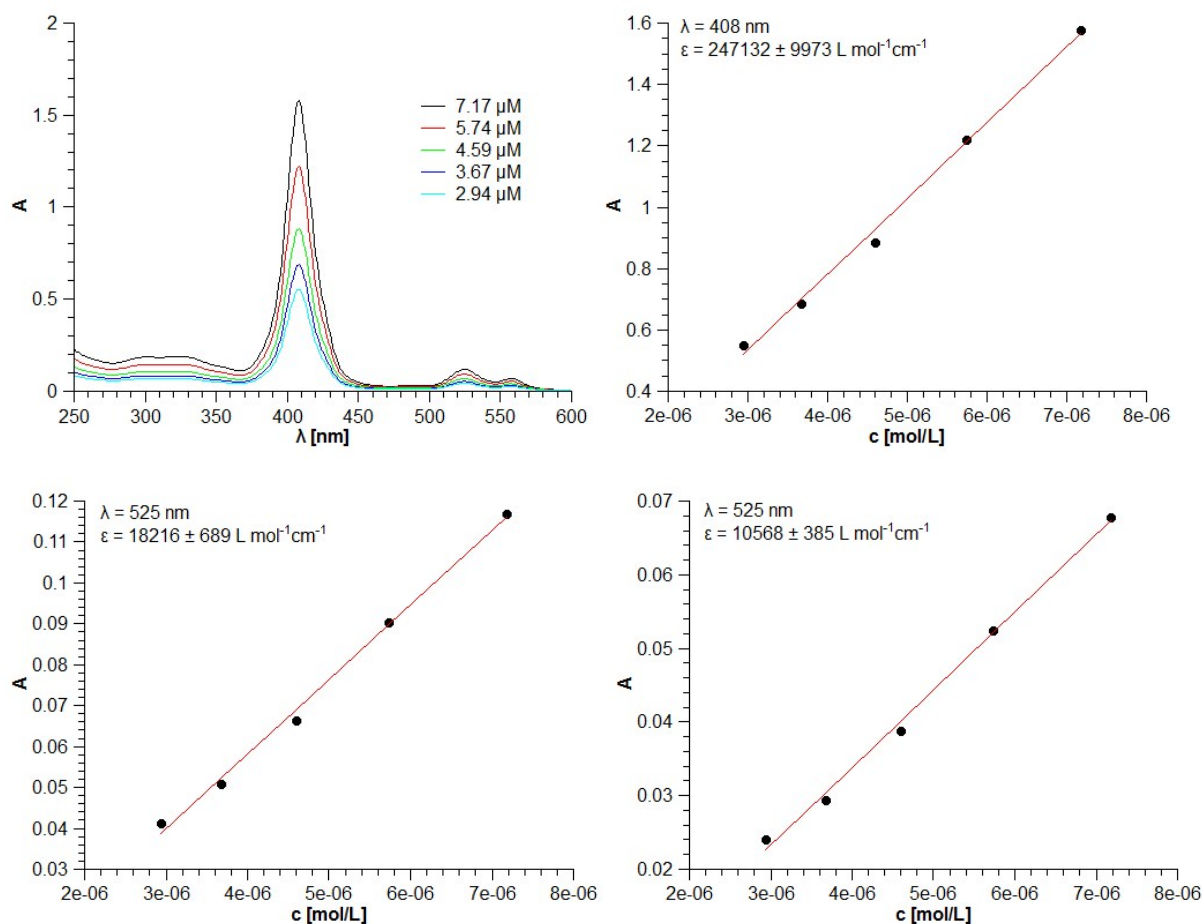 2
1.5
1
0.5
0
A
7.17 µM
5.74 µM
4.59 µM
3.67 µM
2.94 µM
250 300 350 400 450 500 550 600
λ [nm]
1.6
1.4
1.2
1
0.8
0.6
0.4
A
λ = 408 nm
ε = 247132 ± 9973 L mol⁻¹cm⁻¹
2e-06 3e-06 4e-06 5e-06 6e-06 7e-06 8e-06
c [mol/L]
0.12
0.11
0.1
0.09
0.08
0.07
0.06
0.05
0.04
0.03
A
λ = 525 nm
ε = 18216 ± 689 L mol⁻¹cm⁻¹
2e-06 3e-06 4e-06 5e-06 6e-06 7e-06 8e-06
c [mol/L]
0.07
0.06
0.05
0.04
0.03
0.02
A
λ = 525 nm
ε = 10568 ± 385 L mol⁻¹cm⁻¹
2e-06 3e-06 4e-06 5e-06 6e-06 7e-06 8e-06
c [mol/L]